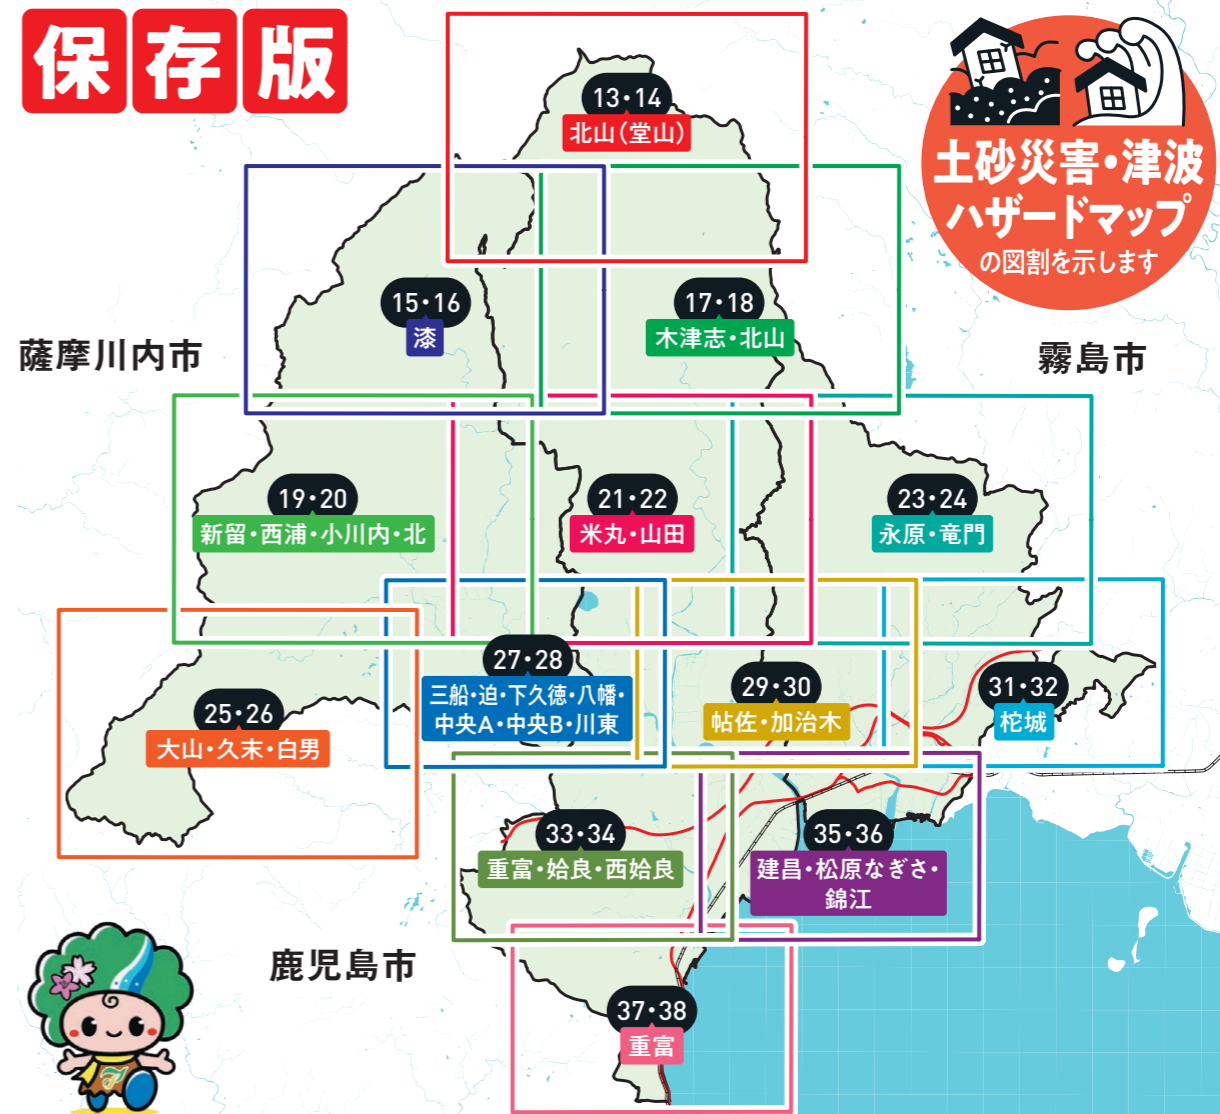 保存版
土砂災害・津波
ハザードマップ
の図割を示します
13・14
北山(堂山)
15・16
漆
17・18
木津志・北山
薩摩川内市
霧島市
19・20
新留・西浦・小川内・北
21・22
米丸・山田
23・24
永原・竜門
25・26
大山・久末・白男
27・28
三船・迫・下久徳・八幡・
中央A・中央B・川東
29・30
帖佐・加治木
31・32
柁城
33・34
重富・姶良・西姶良
35・36
建昌・松原なぎさ・
錦江
鹿児島市
37・38
重富